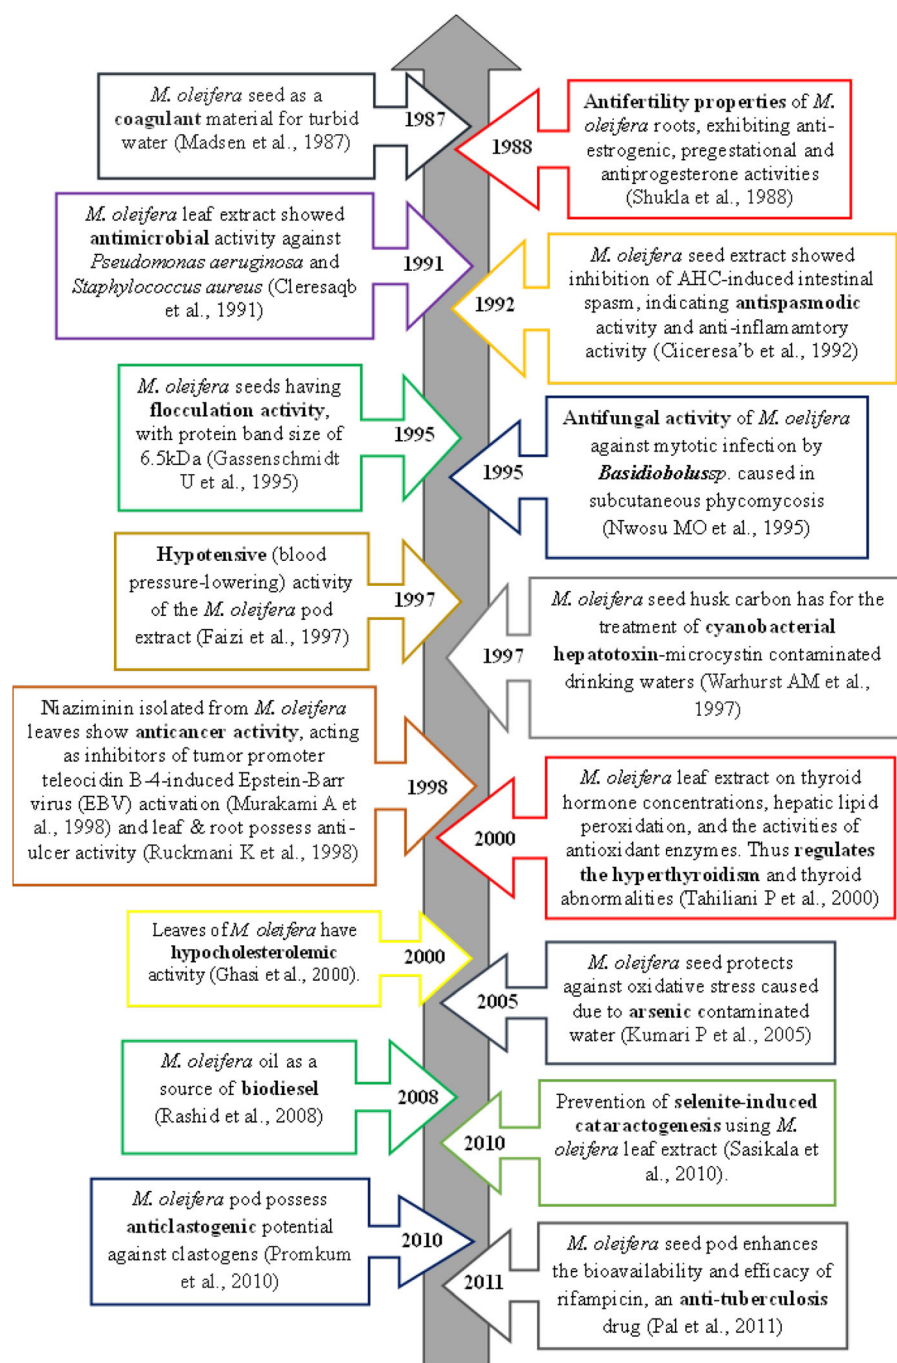 M. oleifera seed as a
coagulant material for turbid
water (Madsen et al., 1987)
1987
Antifertility properties of M.
oleifera roots, exhibiting anti-
estrogenic, pregestational and
antiprogesterone activities
(Shukla et al., 1988)
1988
M. oleifera leaf extract showed
antimicrobial activity against
Pseudomonas aeruginosa and
Staphylococcus aureus (Cleresaqb
et al., 1991)
1991
M. oleifera seed extract showed
inhibition of AHC-induced intestinal
spasm, indicating antispasmodic
activity and anti-inflamamtory
activity (Ciiceresa’b et al., 1992)
1992
M. oleifera seeds having
flocculation activity,
with protein band size of
6.5kDa (Gassenschmidt
U et al., 1995)
1995
Antifungal activity of M. oelifera
against mytotic infection by
Basidiobolussp. caused in
subcutaneous phycomycosis
(Nwosu MO et al., 1995)
1995
Hypotensive (blood
pressure-lowering) activity
of the M. oleifera pod
extract (Faizi et al., 1997)
1997
M. oleifera seed husk carbon has for the
treatment of cyanobacterial
hepatotoxin-microcystin contaminated
drinking waters (Warhurst AM et al.,
1997)
1997
Niaziminin isolated from M. oleifera
leaves show anticancer activity, acting
as inhibitors of tumor promoter
teleocidin B-4-induced Epstein-Barr
virus (EBV) activation (Murakami A et
al., 1998) and leaf & root possess anti-
ulcer activity (Ruckmani K et al., 1998)
1998
M. oleifera leaf extract on thyroid
hormone concentrations, hepatic lipid
peroxidation, and the activities of
antioxidant enzymes. Thus regulates
the hyperthyroidism and thyroid
abnormalities (Tahiliani P et al., 2000)
2000
Leaves of M. oleifera have
hypocholesterolemic
activity (Ghasi et al., 2000).
2000
M. oleifera seed protects
against oxidative stress caused
due to arsenic contaminated
water (Kumari P et al., 2005)
2005
M. oleifera oil as a
source of biodiesel
(Rashid et al., 2008)
2008
Prevention of selenite-induced
cataractogenesis using M.
oleifera leaf extract (Sasikala et
al., 2010).
2010
M. oleifera pod possess
anticlastogenic potential
against clastogens (Promkum
et al., 2010)
2010
M. oleifera seed pod enhances
the bioavailability and efficacy of
rifampicin, an anti-tuberculosis
drug (Pal et al., 2011)
2011